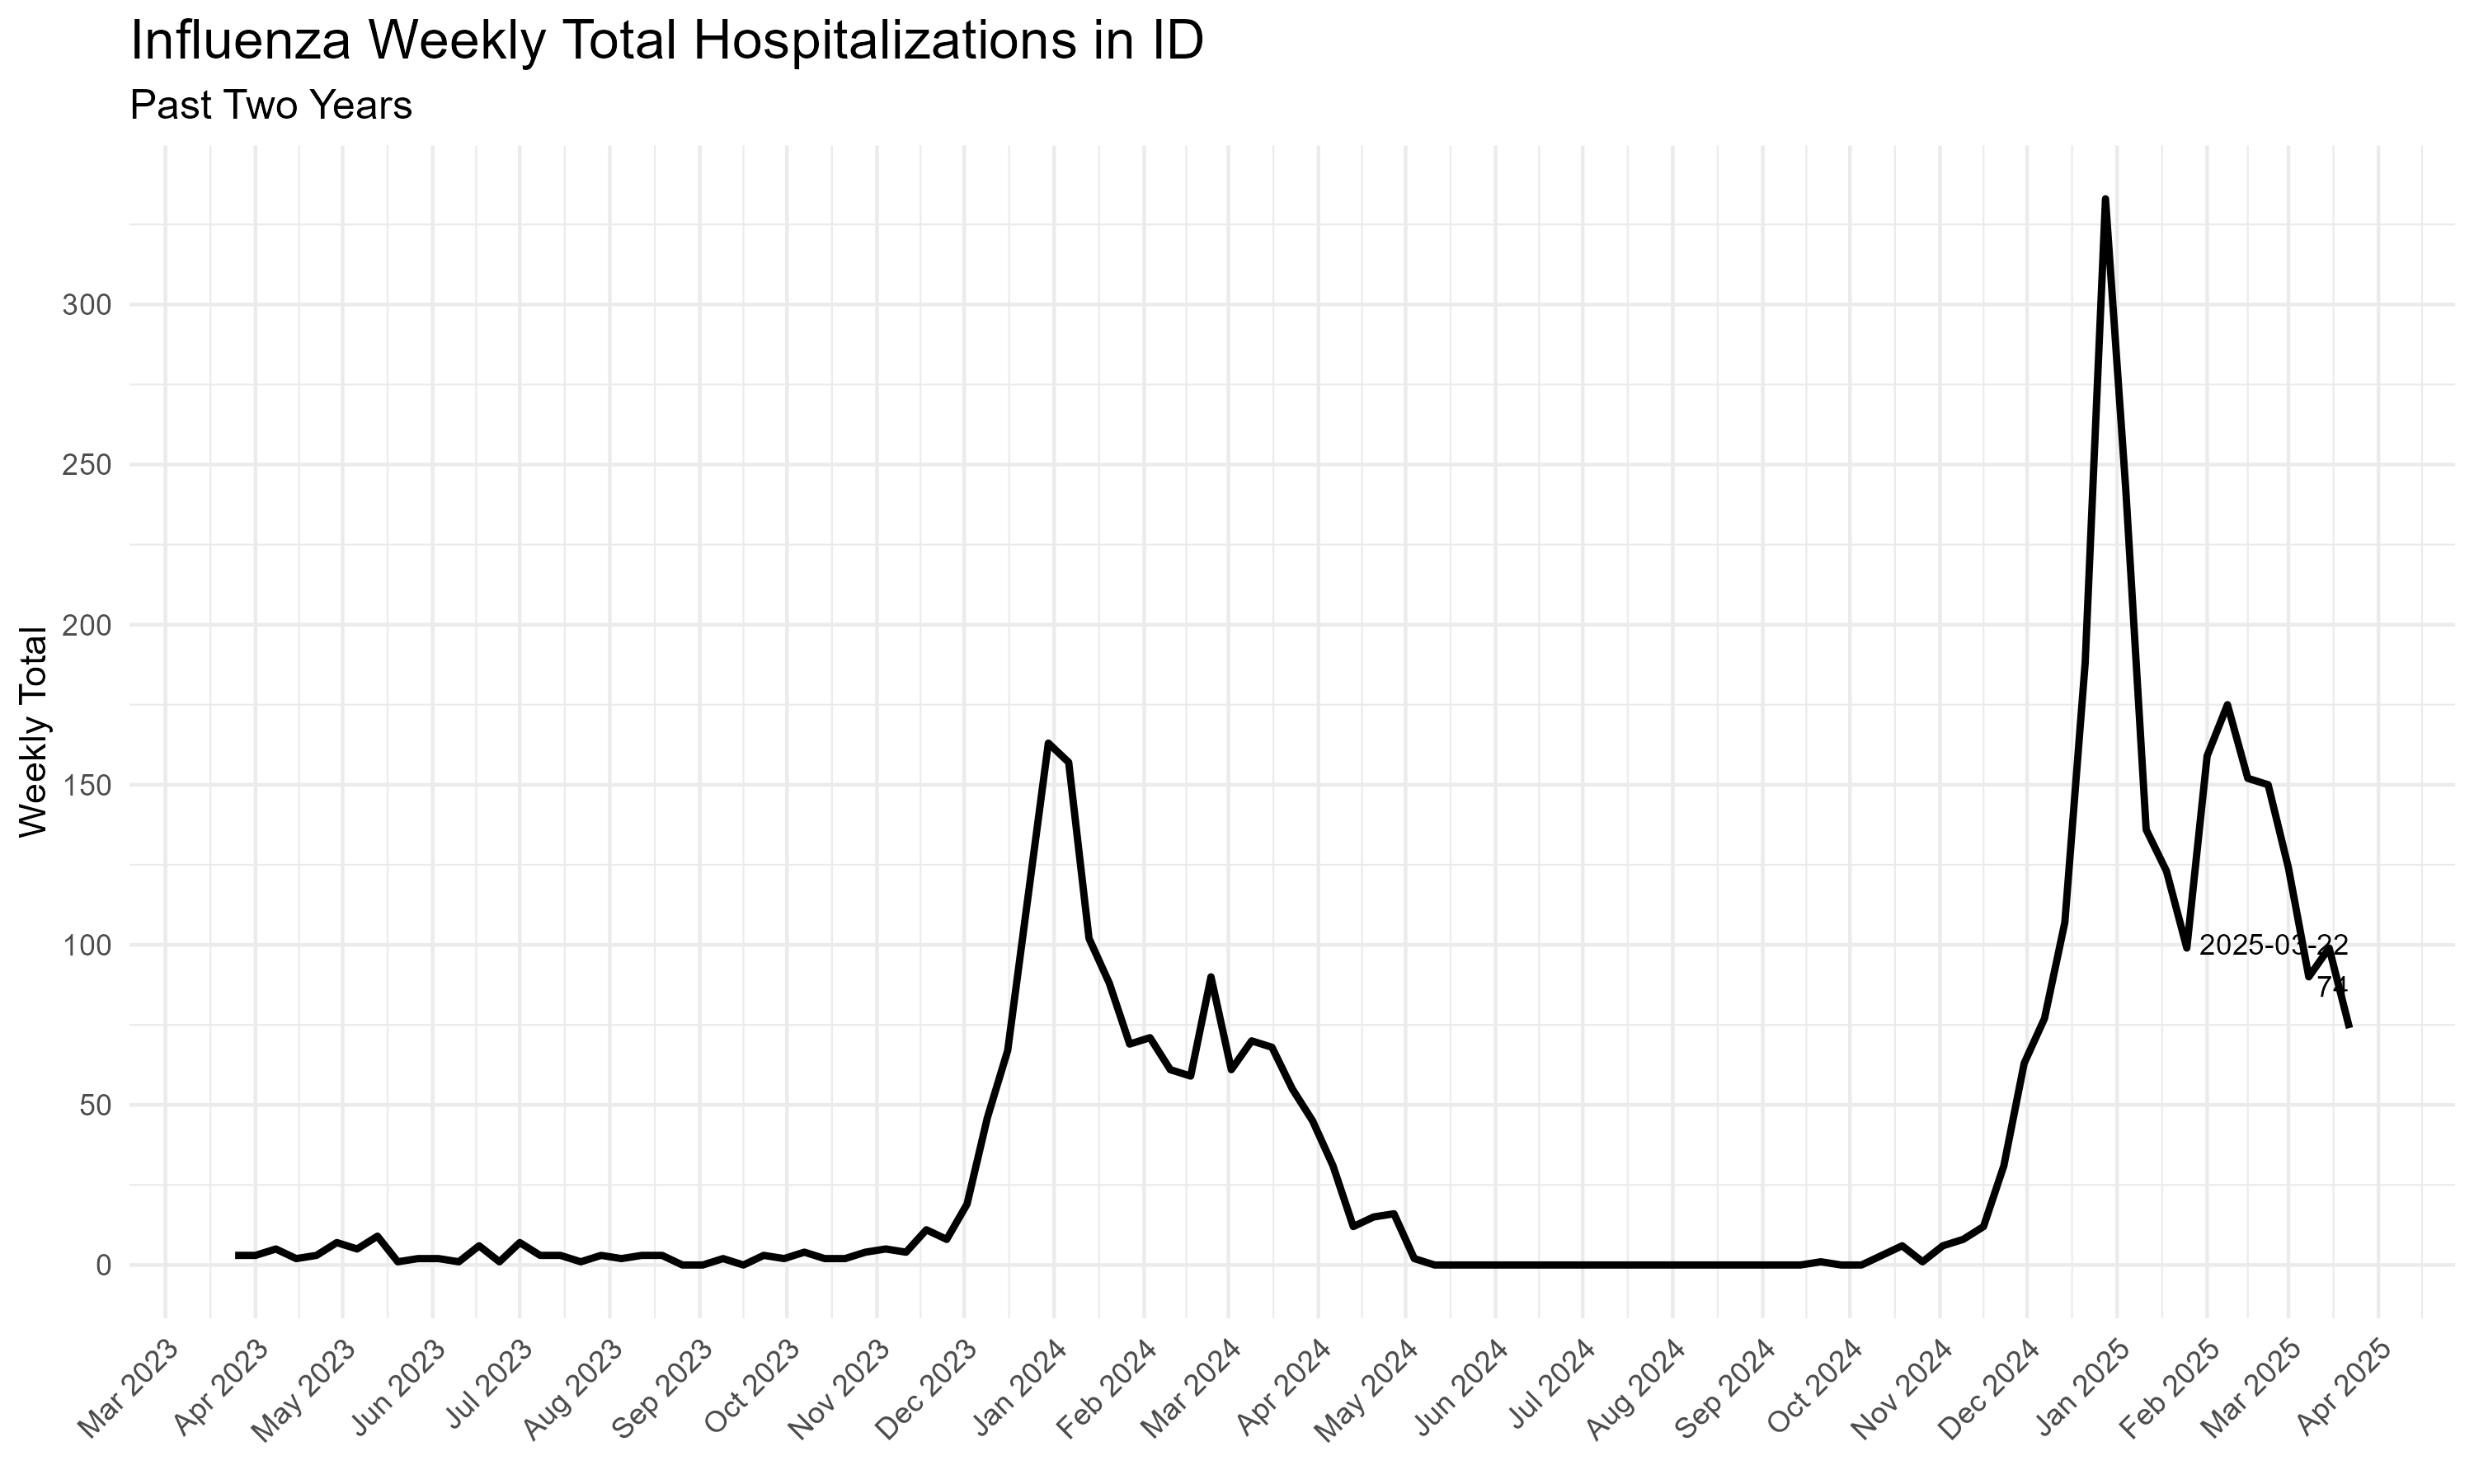 Influenza Weekly Total Hospitalizations in ID
Past Two Years
Weekly Total
300
250
200
150
100
50
0
2025-03-22
74
Mar 2023
Apr 2023
May 2023
Jun 2023
Jul 2023
Aug 2023
Sep 2023
Oct 2023
Nov 2023
Dec 2023
Jan 2024
Feb 2024
Mar 2024
Apr 2024
May 2024
Jun 2024
Jul 2024
Aug 2024
Sep 2024
Oct 2024
Nov 2024
Dec 2024
Jan 2025
Feb 2025
Mar 2025
Apr 2025